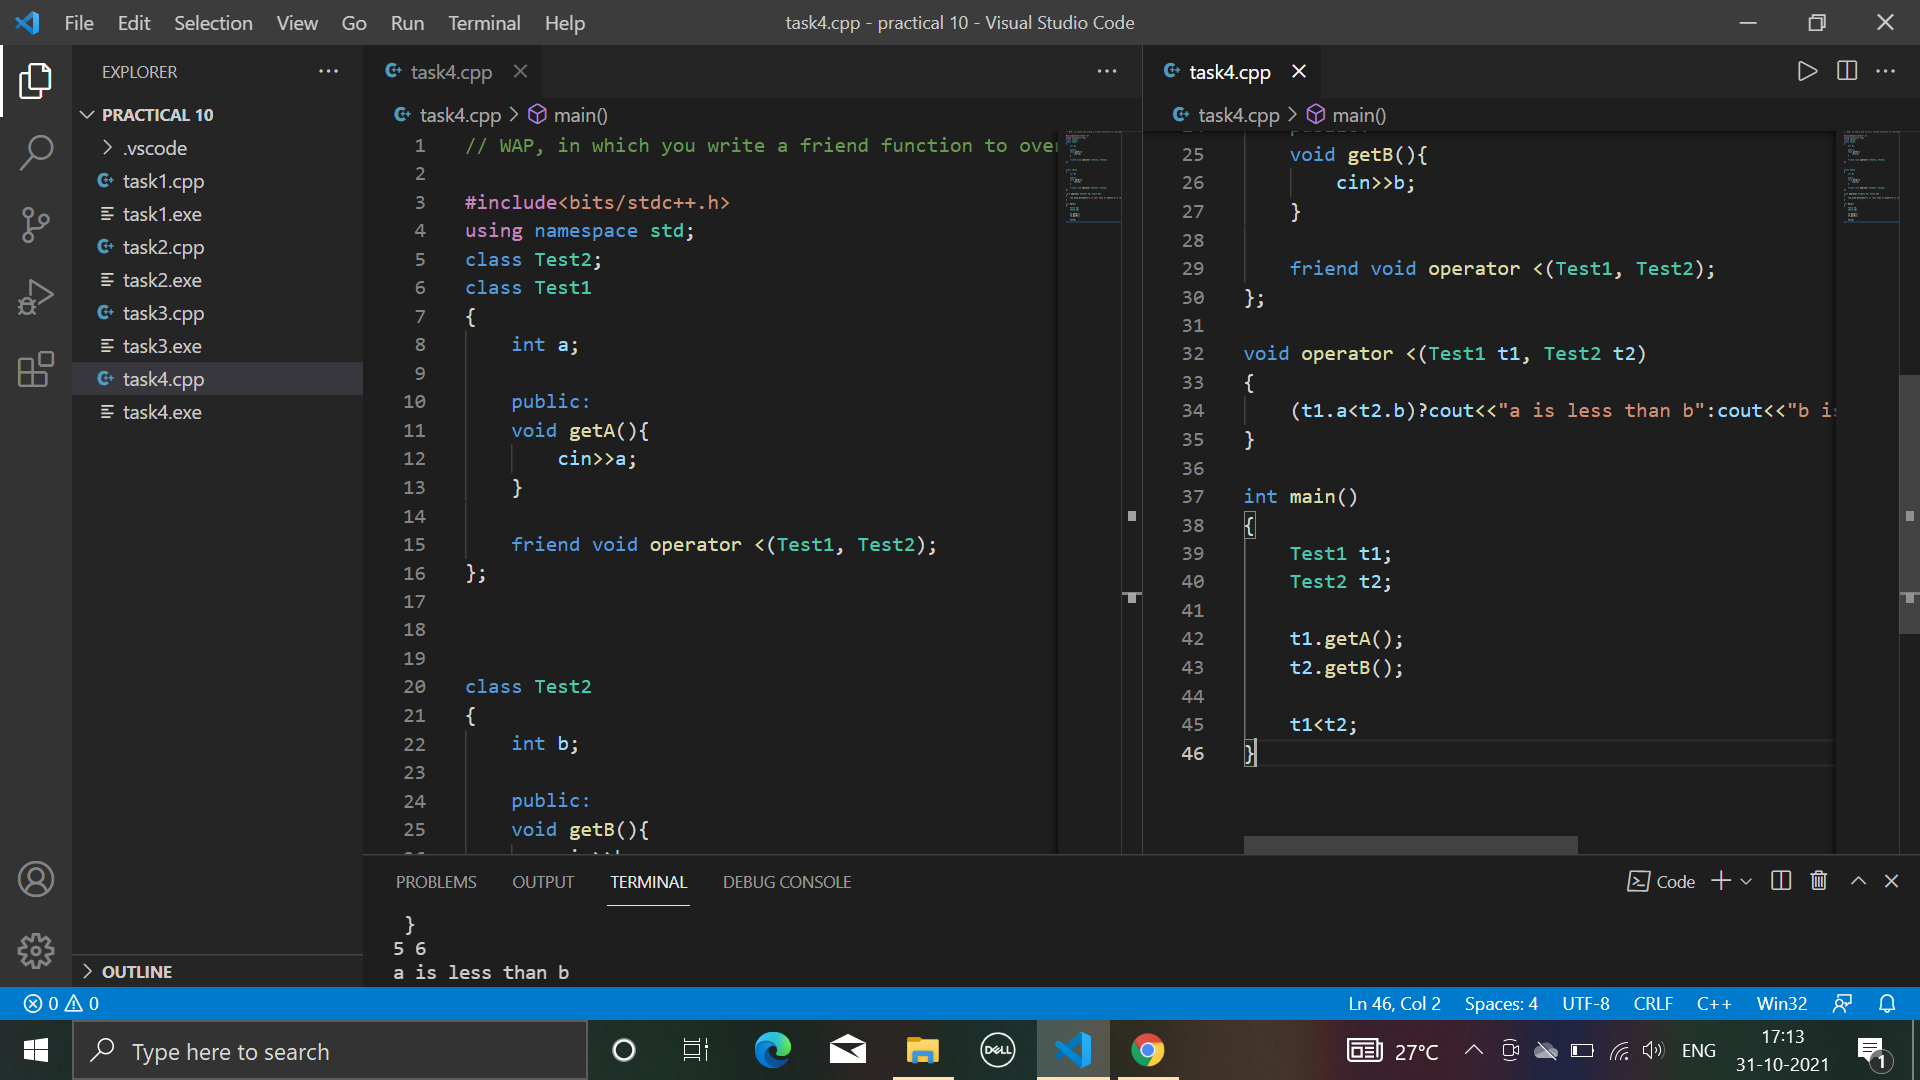 File Edit Selection View Go Run Terminal Help
task4.cpp - practical 10 - Visual Studio Code
EXPLORER
PRACTICAL 10
.vscode
task1.cpp
task1.exe
task2.cpp
task2.exe
task3.cpp
task3.exe
task4.cpp
task4.exe
OUTLINE
task4.cpp
task4.cpp > main()
1 // WAP, in which you write a friend function to over
2
3 #include<bits/stdc++.h>
4 using namespace std;
5 class Test2;
6 class Test1
7 {
8 int a;
9
10 public:
11 void getA(){
12 cin>>a;
13 }
14
15 friend void operator <(Test1, Test2);
16 };
17
18
19
20 class Test2
21 {
22 int b;
23
24 public:
25 void getB(){
task4.cpp
task4.cpp > main()
25 void getB(){
26 cin>>b;
27 }
28
29 friend void operator <(Test1, Test2);
30 };
31
32 void operator <(Test1 t1, Test2 t2)
33 {
34 (t1.a<t2.b)?cout<<"a is less than b":cout<<"b i
35 }
36
37 int main()
38 {
39 Test1 t1;
40 Test2 t2;
41
42 t1.getA();
43 t2.getB();
44
45 t1<t2;
46 }
PROBLEMS OUTPUT TERMINAL DEBUG CONSOLE
Code
}
5 6
a is less than b
0 0
Ln 46, Col 2 Spaces: 4 UTF-8 CRLF C++ Win32
Type here to search
DELL
27°C
ENG
17:13
31-10-2021
1